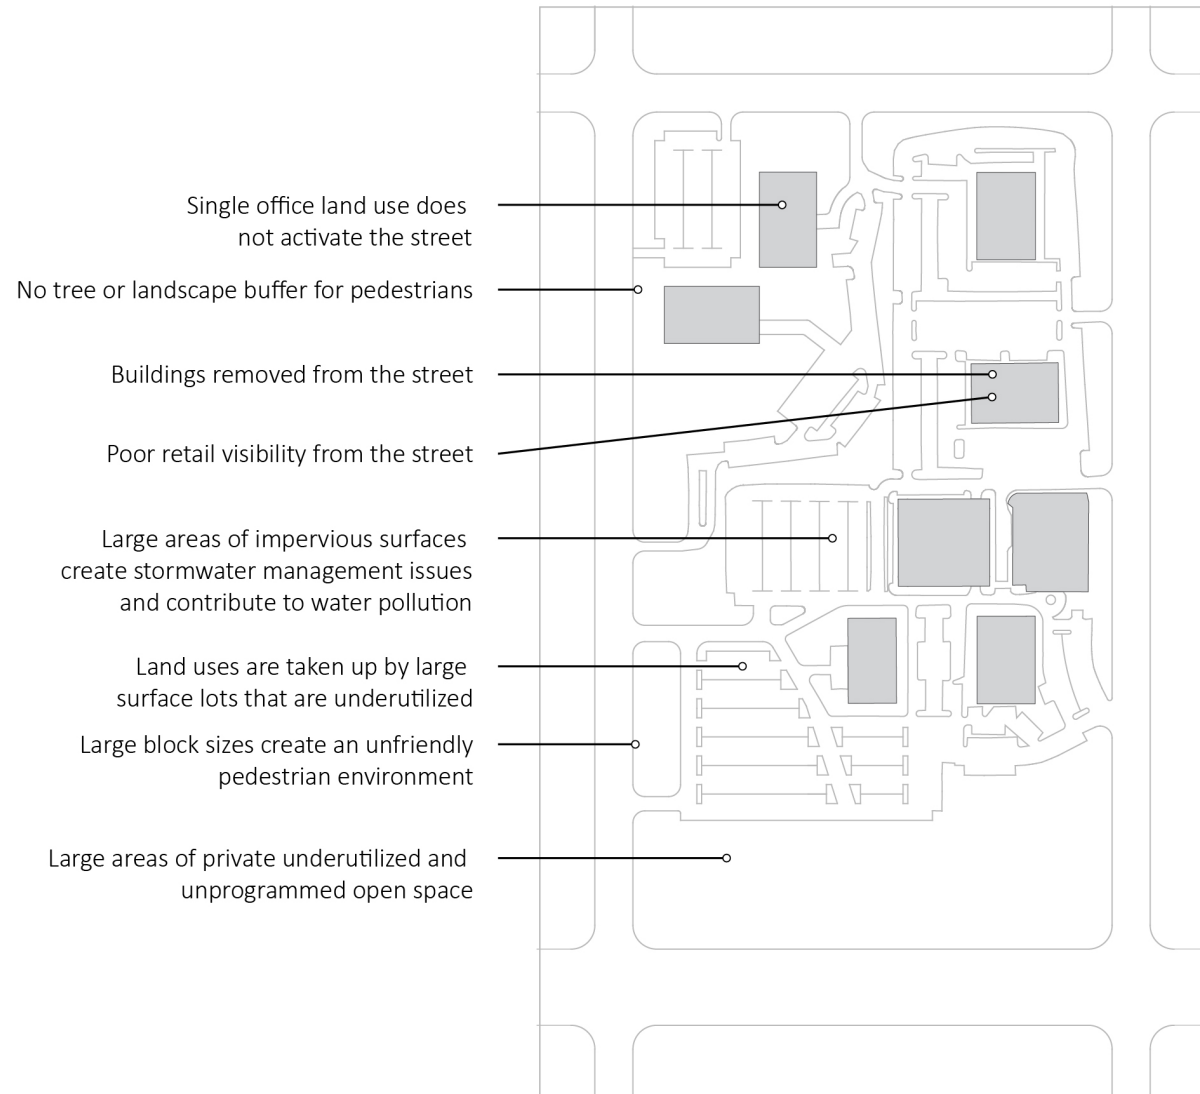 Single office land use does
not activate the street
No tree or landscape buffer for pedestrians
Buildings removed from the street
Poor retail visibility from the street
Large areas of impervious surfaces
create stormwater management issues
and contribute to water pollution
Land uses are taken up by large
surface lots that are underutilized
Large block sizes create an unfriendly
pedestrian environment
Large areas of private underutilized and
unprogrammed open space